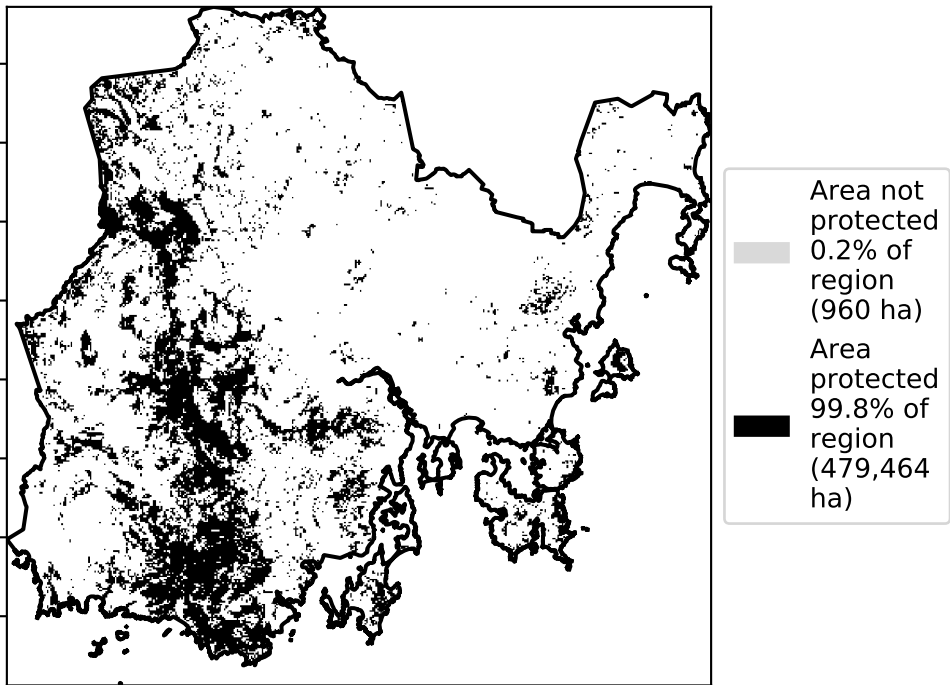 Area not
protected
0.2% of
region
(960 ha)
Area
protected
99.8% of
region
(479,464
ha)